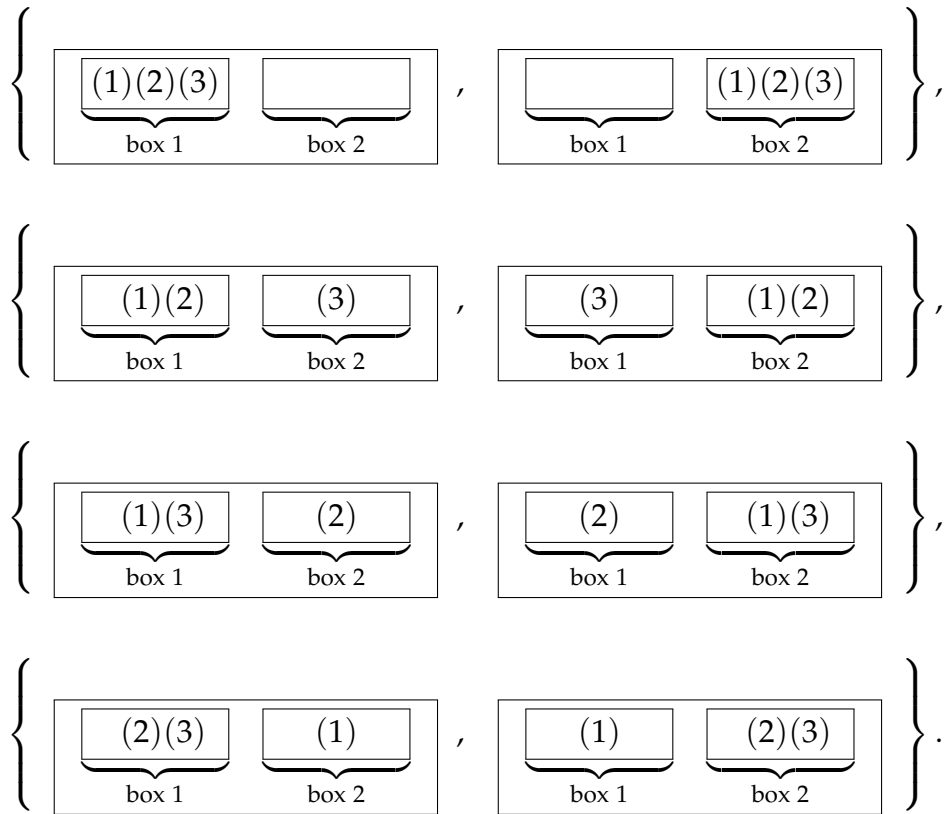 { (1)(2)(3) , (1)(2)(3) } ,
box 1 box 2 box 1 box 2
{ (1)(2) (3) , (3) (1)(2) } ,
box 1 box 2 box 1 box 2
{ (1)(3) (2) , (2) (1)(3) } ,
box 1 box 2 box 1 box 2
{ (2)(3) (1) , (1) (2)(3) } .
box 1 box 2 box 1 box 2